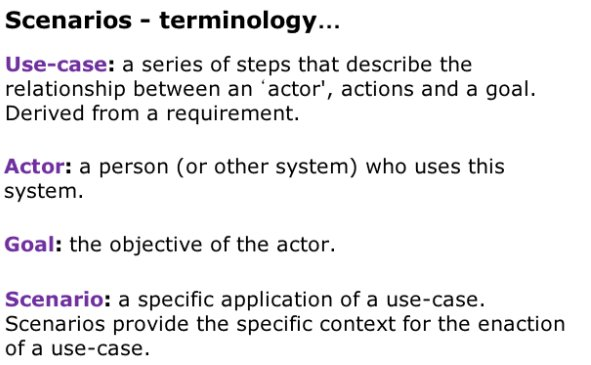 Scenarios - terminology...
Use-case: a series of steps that describe the
relationship between an ‘actor', actions and a goal.
Derived from a requirement.
Actor: a person (or other system) who uses this
system.
Goal: the objective of the actor.
Scenario: a specific application of a use-case.
Scenarios provide the specific context for the enaction
of a use-case.